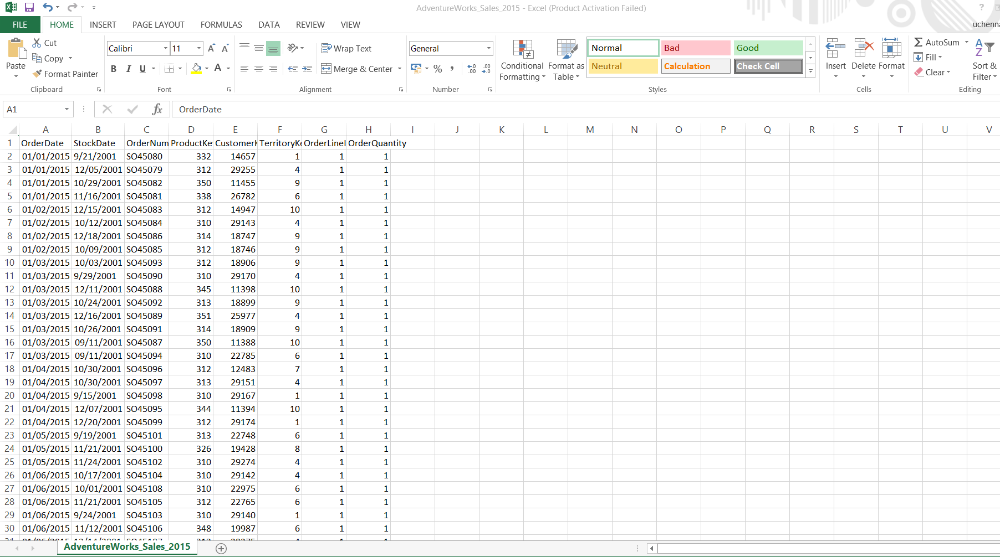 AdventureWorks_Sales_2015 - Excel (Product Activation Failed) ?
FILE HOME INSERT PAGE LAYOUT FORMULAS DATA REVIEW VIEW
Paste Cut
Copy
Format Painter
Clipboard
Calibri 11 A A
B I U A
Font
Wrap Text
Merge & Center
Alignment
General
% , .00 .0
Number
Conditional Formatting
Format as Table
Normal Bad Good
Neutral Calculation Check Cell
Styles
Insert Delete Format
Cells
AutoSum
Fill
Clear
Sort &
Filter
Editing
A1 fx OrderDate
A B C D E F G H I J K L M N O P Q R S T U V
1 OrderDate StockDate OrderNum ProductKe CustomerK TerritoryKe OrderLineI OrderQuantity
2 01/01/2015 9/21/2001 SO45080 332 14657 1 1 1
3 01/01/2015 12/05/2001 SO45079 312 29255 4 1 1
4 01/01/2015 10/29/2001 SO45082 350 11455 9 1 1
5 01/01/2015 11/16/2001 SO45081 338 26782 6 1 1
6 01/02/2015 12/15/2001 SO45083 312 14947 10 1 1
7 01/02/2015 10/12/2001 SO45084 310 29143 4 1 1
8 01/02/2015 12/18/2001 SO45086 314 18747 9 1 1
9 01/02/2015 10/09/2001 SO45085 312 18746 9 1 1
10 01/03/2015 10/03/2001 SO45093 312 18906 9 1 1
11 01/03/2015 9/29/2001 SO45090 310 29170 4 1 1
12 01/03/2015 12/11/2001 SO45088 345 11398 10 1 1
13 01/03/2015 10/24/2001 SO45092 313 18899 9 1 1
14 01/03/2015 12/16/2001 SO45089 351 25977 4 1 1
15 01/03/2015 10/26/2001 SO45091 314 18909 9 1 1
16 01/03/2015 09/11/2001 SO45087 350 11388 10 1 1
17 01/03/2015 09/11/2001 SO45094 310 22785 6 1 1
18 01/04/2015 10/30/2001 SO45096 312 12483 7 1 1
19 01/04/2015 10/30/2001 SO45097 313 29151 4 1 1
20 01/04/2015 9/15/2001 SO45098 310 29167 1 1 1
21 01/04/2015 12/07/2001 SO45095 344 11394 10 1 1
22 01/04/2015 12/20/2001 SO45099 312 29174 1 1 1
23 01/05/2015 9/19/2001 SO45101 313 22748 6 1 1
24 01/05/2015 11/21/2001 SO45100 326 19428 8 1 1
25 01/05/2015 11/24/2001 SO45102 310 29274 4 1 1
26 01/06/2015 10/17/2001 SO45104 310 29142 4 1 1
27 01/06/2015 10/01/2001 SO45108 310 22975 6 1 1
28 01/06/2015 11/21/2001 SO45105 312 22765 6 1 1
29 01/06/2015 9/24/2001 SO45103 310 29140 1 1 1
30 01/06/2015 11/12/2001 SO45106 348 19987 6 1 1
AdventureWorks_Sales_2015